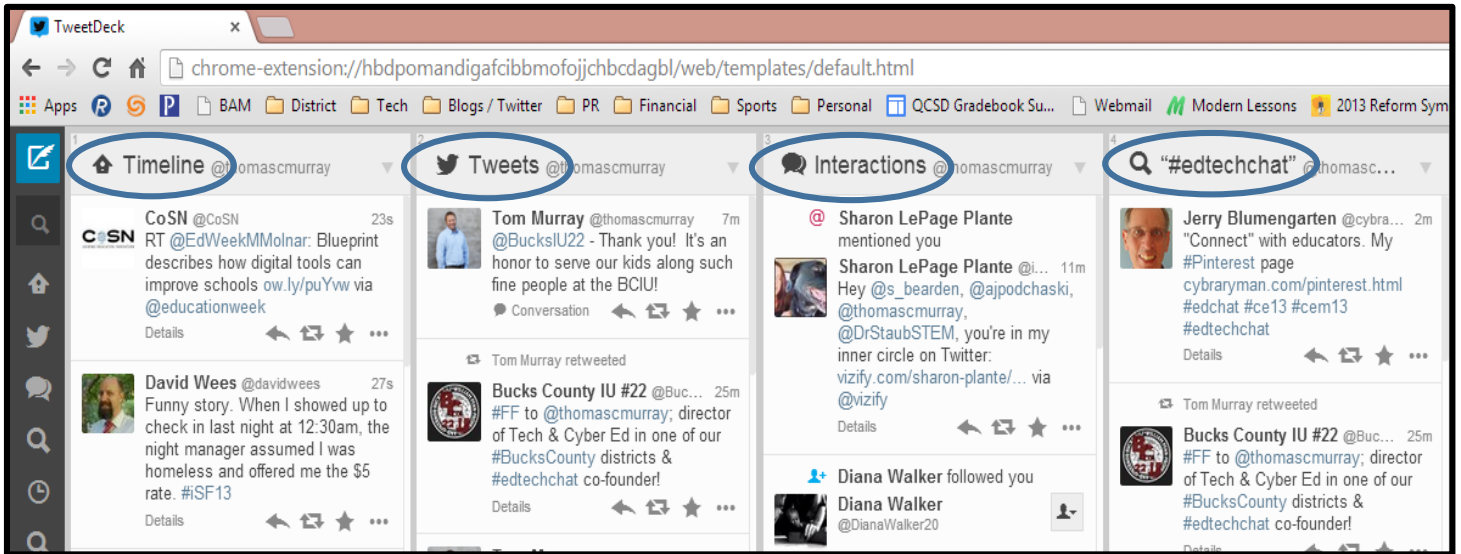 TweetDeck
chrome-extension://hbdpomandigafcibbmofojjchbcdagbl/web/templates/default.html
Apps BAM District Tech Blogs / Twitter PR Financial Sports Personal QCSD Gradebook Su... Webmail Modern Lessons 2013 Reform Sym
1
Timeline @thomascmurray
CoSN @CoSN 23s
CoSN
RT @EdWeekMMolnar: Blueprint
describes how digital tools can
improve schools ow.ly/puYvw via
@educationweek
Details
David Wees @davidwees 27s
Funny story. When I showed up to
check in last night at 12:30am, the
night manager assumed I was
homeless and offered me the $5
rate. #iSF13
Details
2
Tweets @thomascmurray
Tom Murray @thomascmurray 7m
@BucksIU22 - Thank you! It's an
honor to serve our kids along such
fine people at the BCIU!
Conversation
Tom Murray retweeted
Bucks County IU #22 @Buc... 25m
#FF to @thomascmurray; director
of Tech & Cyber Ed in one of our
#BucksCounty districts &
#edtechchat co-founder!
Details
3
Interactions @thomascmurray
@ Sharon LePage Plante
mentioned you
Sharon LePage Plante @i... 11m
Hey @s_bearden, @ajpodchaski,
@thomascmurray,
@DrStaubSTEM, you're in my
inner circle on Twitter:
vizify.com/sharon-plante/... via
@vizify
Details
Diana Walker followed you
Diana Walker
@DianaWalker20
4
"#edtechchat" @thomasc...
Jerry Blumengarten @cybra... 2m
"Connect" with educators. My
#Pinterest page
cybraryman.com/pinterest.html
#edchat #ce13 #cem13
#edtechchat
Details
Tom Murray retweeted
Bucks County IU #22 @Buc... 25m
#FF to @thomascmurray; director
of Tech & Cyber Ed in one of our
#BucksCounty districts &
#edtechchat co-founder!
Details